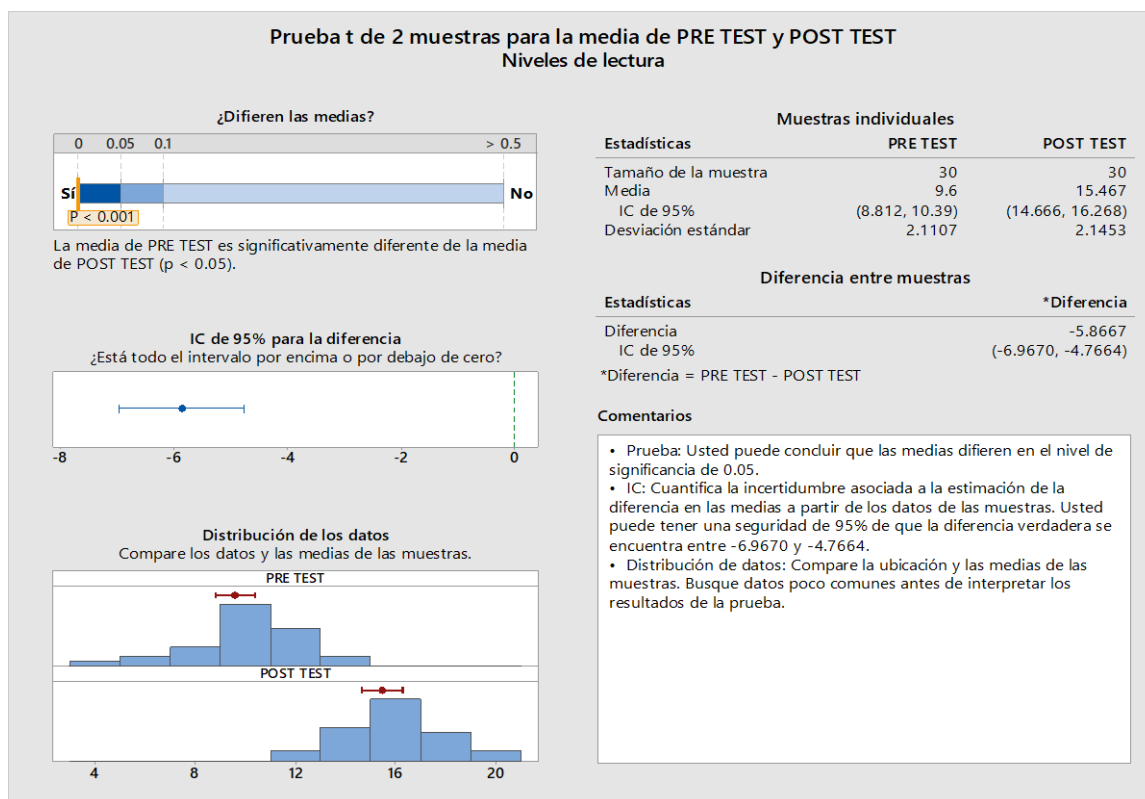 Prueba t de 2 muestras para la media de PRE TEST y POST TEST
Niveles de lectura
¿Difieren las medias?
0 0.05 0.1 > 0.5
Sí No
P < 0.001
La media de PRE TEST es significativamente diferente de la media
de POST TEST (p < 0.05).
IC de 95% para la diferencia
¿Está todo el intervalo por encima o por debajo de cero?
-8 -6 -4 -2 0
Distribución de los datos
Compare los datos y las medias de las muestras.
PRE TEST
POST TEST
4 8 12 16 20
Muestras individuales
Estadísticas PRE TEST POST TEST
Tamaño de la muestra 30 30
Media 9.6 15.467
IC de 95% (8.812, 10.39) (14.666, 16.268)
Desviación estándar 2.1107 2.1453
Diferencia entre muestras
Estadísticas *Diferencia
Diferencia -5.8667
IC de 95% (-6.9670, -4.7664)
*Diferencia = PRE TEST - POST TEST
Comentarios
• Prueba: Usted puede concluir que las medias difieren en el nivel de
significancia de 0.05.
• IC: Cuantifica la incertidumbre asociada a la estimación de la
diferencia en las medias a partir de los datos de las muestras. Usted
puede tener una seguridad de 95% de que la diferencia verdadera se
encuentra entre -6.9670 y -4.7664.
• Distribución de datos: Compare la ubicación y las medias de las
muestras. Busque datos poco comunes antes de interpretar los
resultados de la prueba.